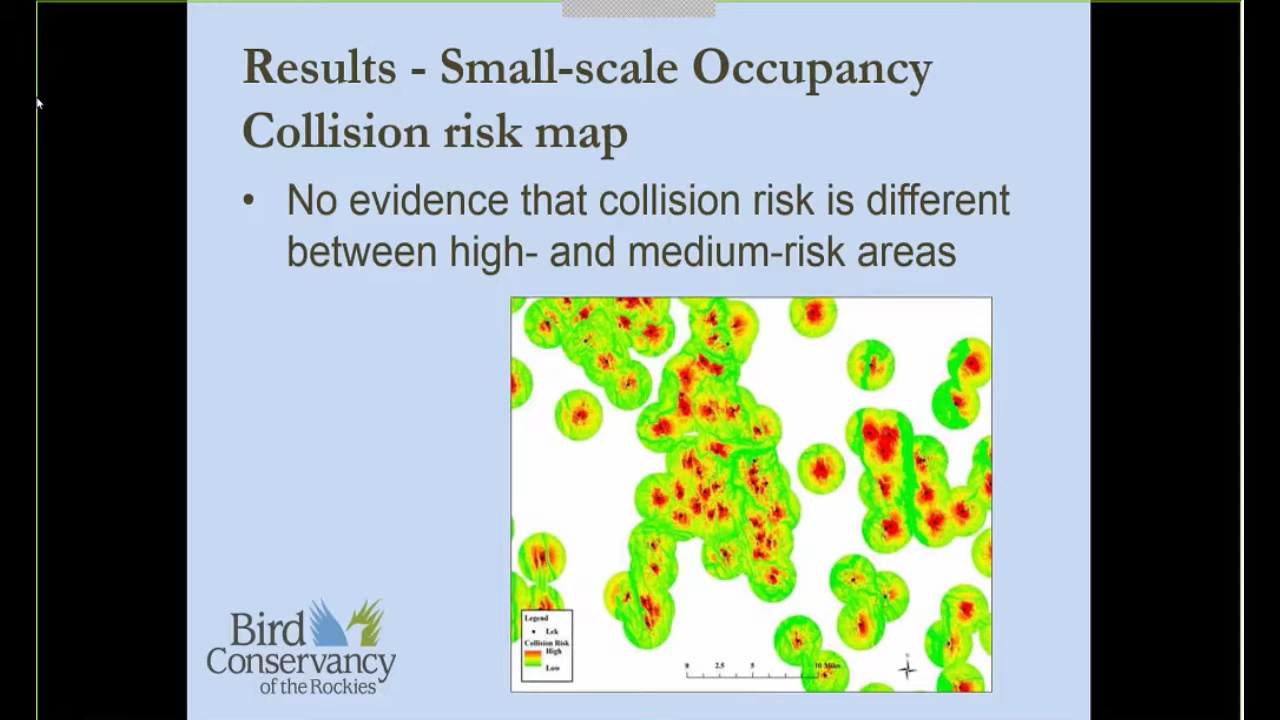 Results - Small-scale Occupancy
Collision risk map
• No evidence that collision risk is different
between high- and medium-risk areas
Legend
Lek
Collision Risk
High
Low
0 2.5 5 10 Miles
N
Bird
Conservancy
of the Rockies